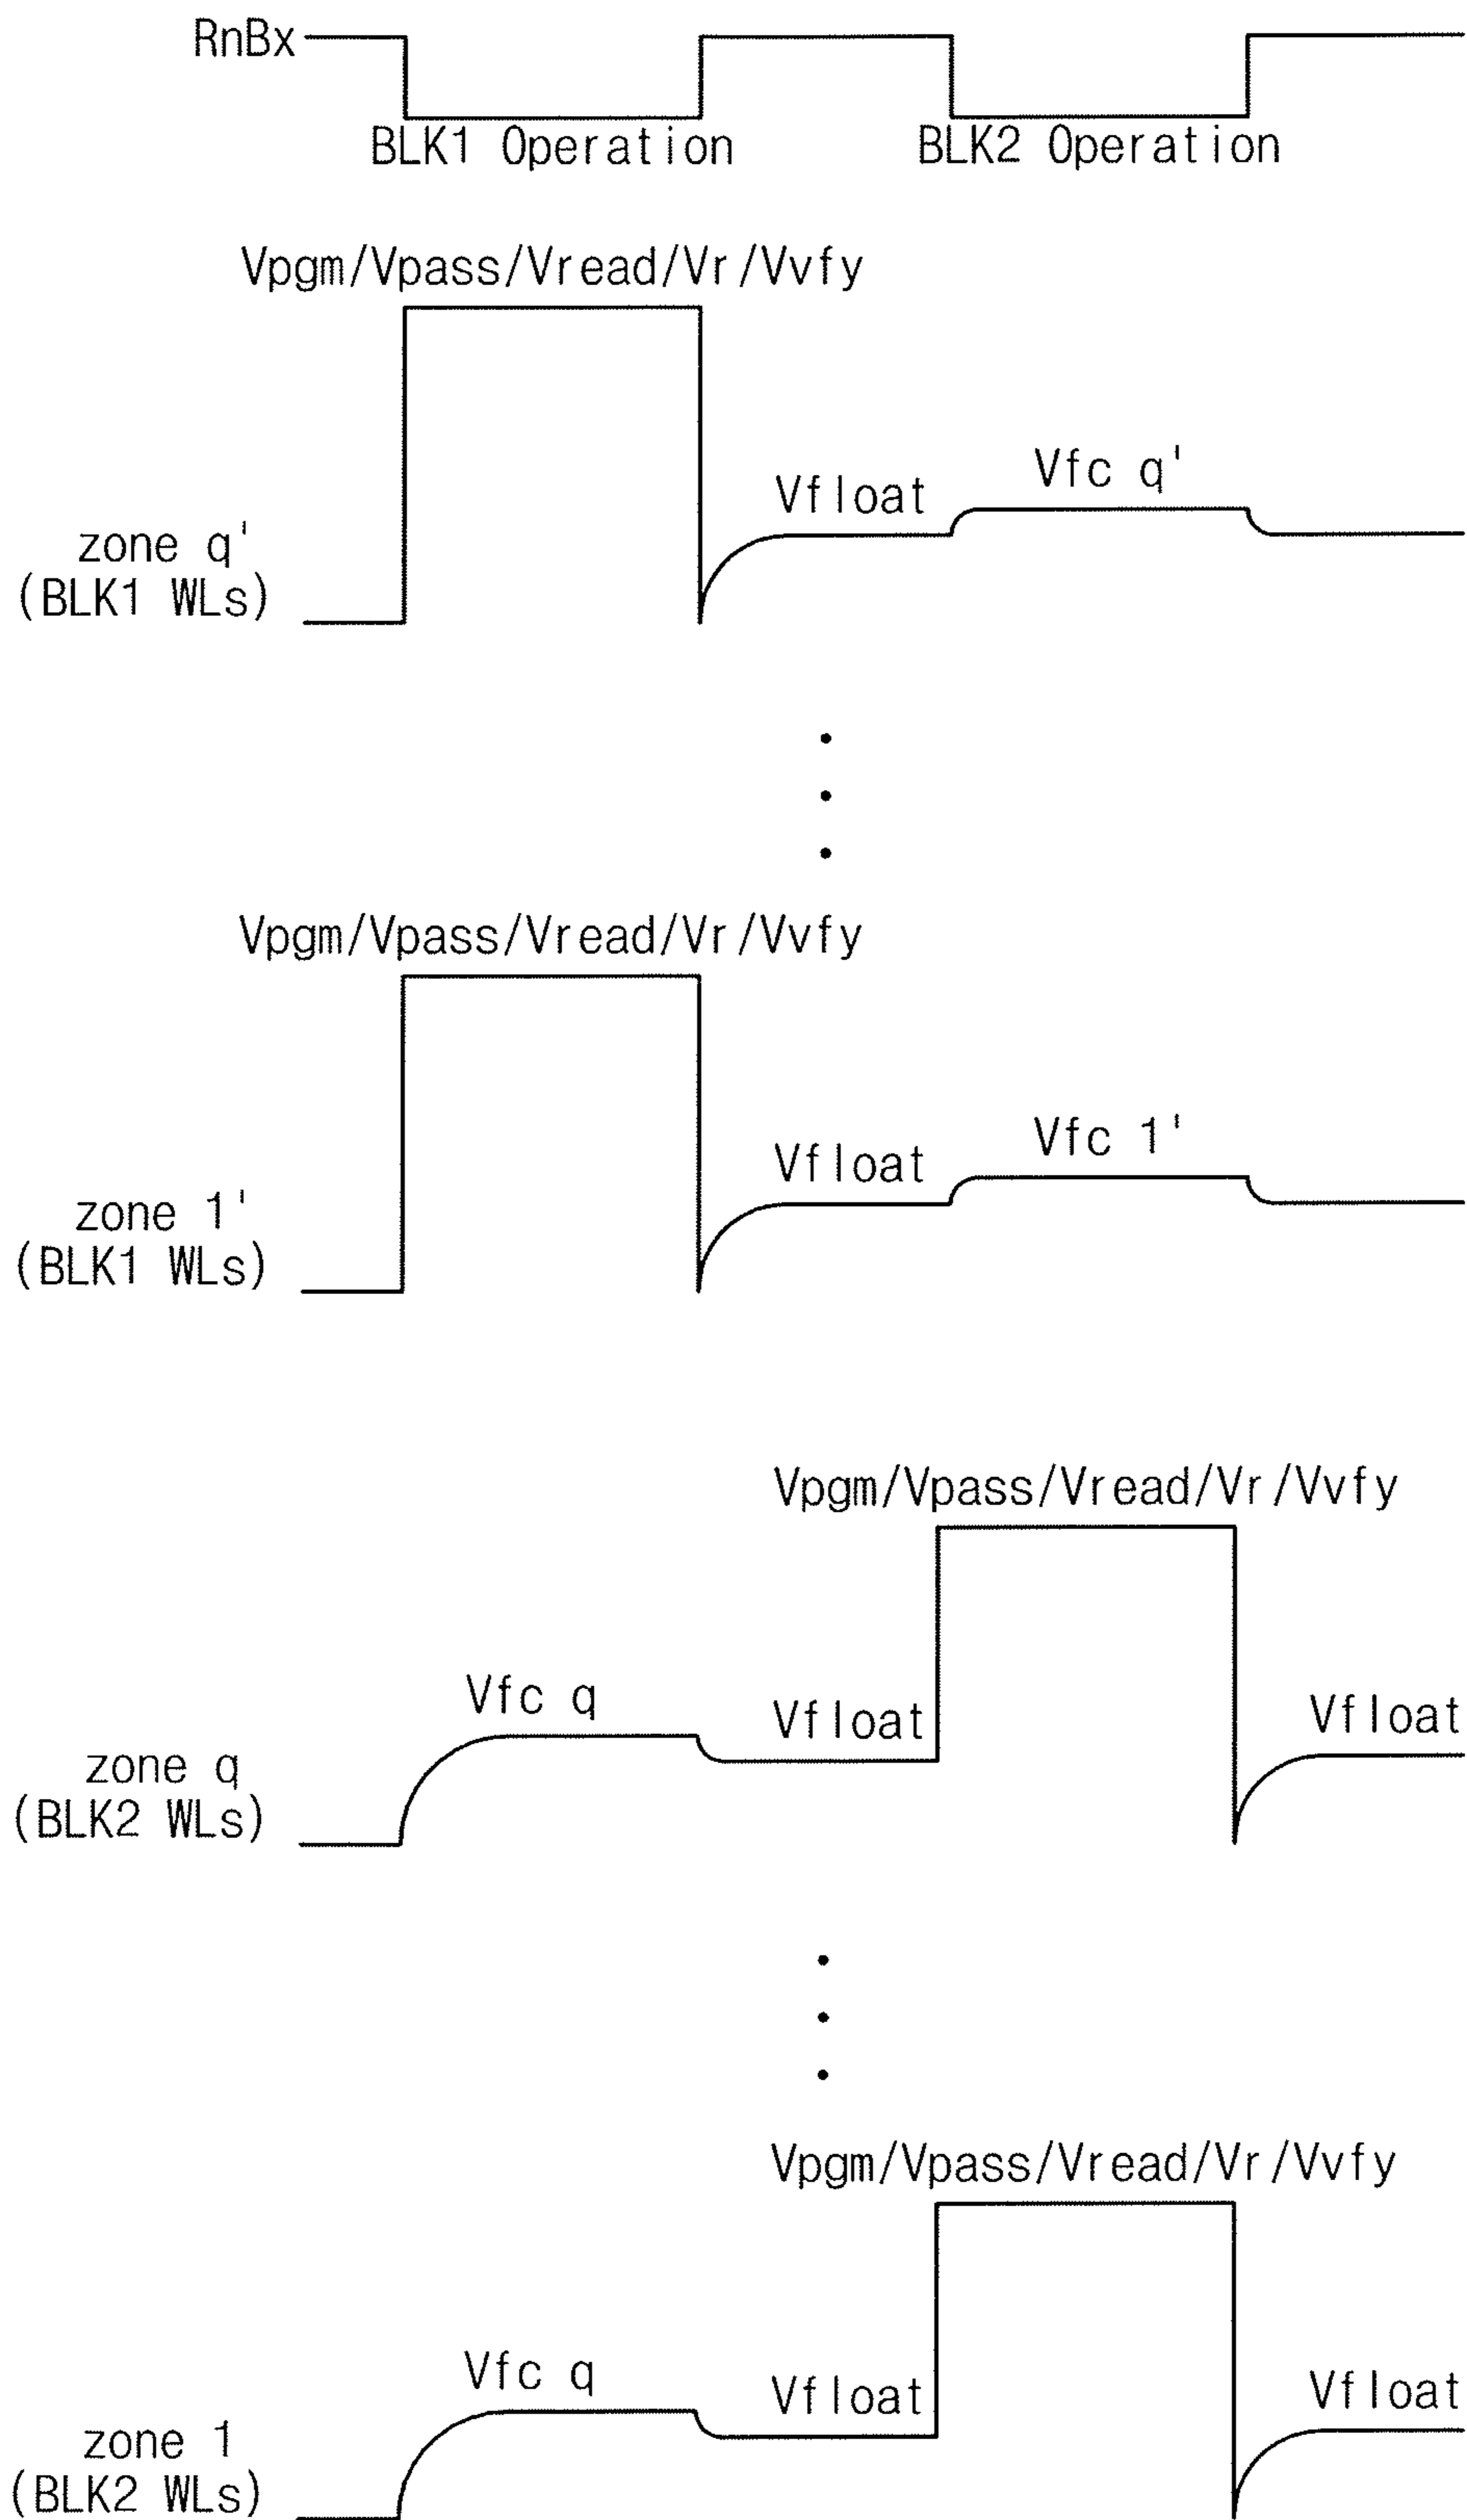 RnBx
BLK1 Operation
BLK2 Operation
Vpgm/Vpass/Vread/Vr/Vvfy
Vfc q'
Vfloat
zone q'
(BLK1 WLs)
Vpgm/Vpass/Vread/Vr/Vvfy
Vfc 1'
Vfloat
zone 1'
(BLK1 WLs)
Vpgm/Vpass/Vread/Vr/Vvfy
Vfc q
Vfloat
Vfloat
zone q
(BLK2 WLs)
Vpgm/Vpass/Vread/Vr/Vvfy
Vfc q
Vfloat
Vfloat
zone 1
(BLK2 WLs)